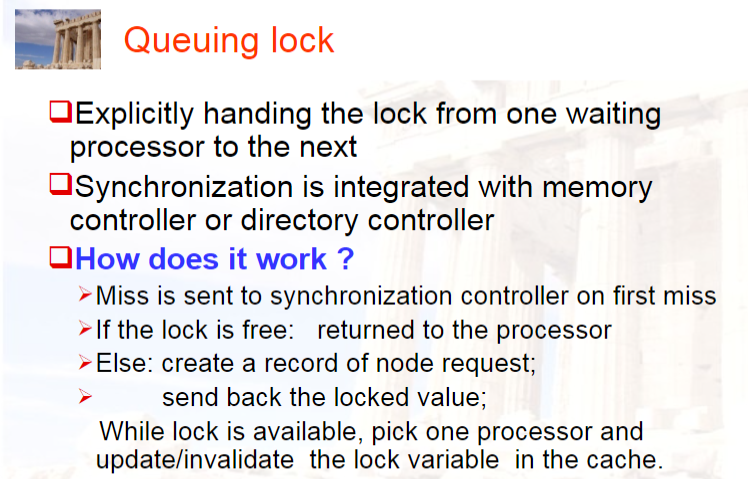 Queuing lock
❑Explicitly handing the lock from one waiting
processor to the next
❑Synchronization is integrated with memory
controller or directory controller
❑How does it work ?
➢Miss is sent to synchronization controller on first miss
➢If the lock is free: returned to the processor
➢Else: create a record of node request;
➢ send back the locked value;
While lock is available, pick one processor and
update/invalidate the lock variable in the cache.